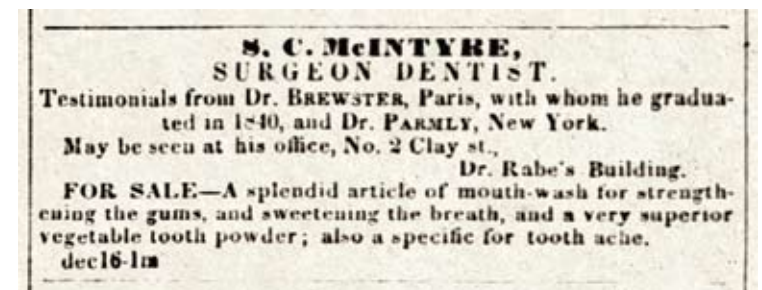 S. C. McINTYRE,
SURGEON DENTIST.
Testimonials from Dr. BREWSTER, Paris, with whom he gradua-
ted in 1840, and Dr. PARMLY, New York.
May be seen at his office, No. 2 Clay st.,
Dr. Rabe's Building.
FOR SALE—A splendid article of mouth-wash for strength-
ening the gums, and sweetening the breath, and a very superior
vegetable tooth powder; also a specific for tooth ache.
dec16-1m